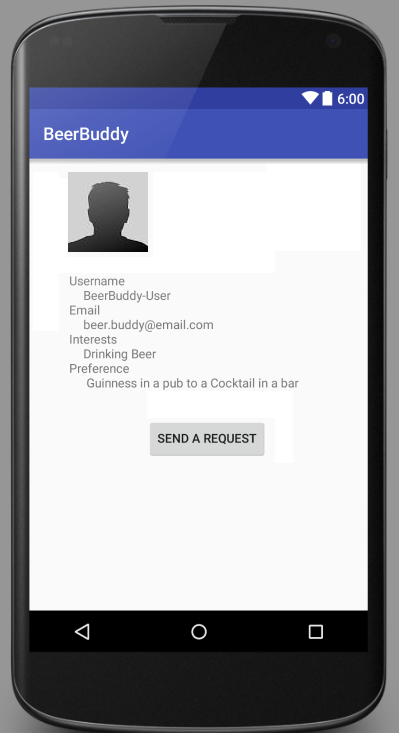 6:00
BeerBuddy
Username
BeerBuddy-User
Email
beer.buddy@email.com
Interests
Drinking Beer
Preference
Guinness in a pub to a Cocktail in a bar
SEND A REQUEST